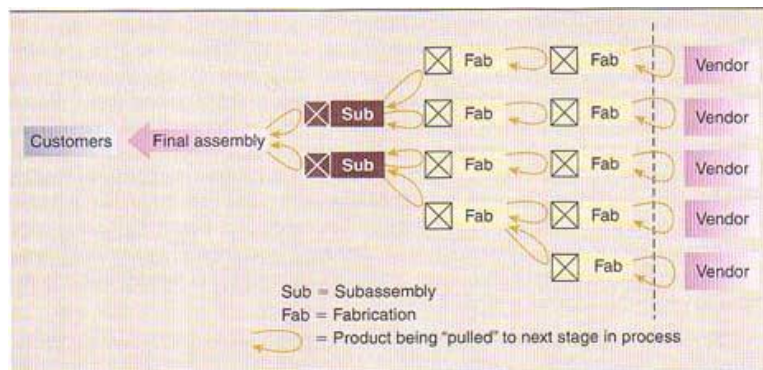 Fab Fab Vendor
Sub Fab Fab Vendor
Customers Final assembly
Sub Fab Fab Vendor
Fab Fab Vendor
Fab Vendor
Sub = Subassembly
Fab = Fabrication
= Product being "pulled" to next stage in process